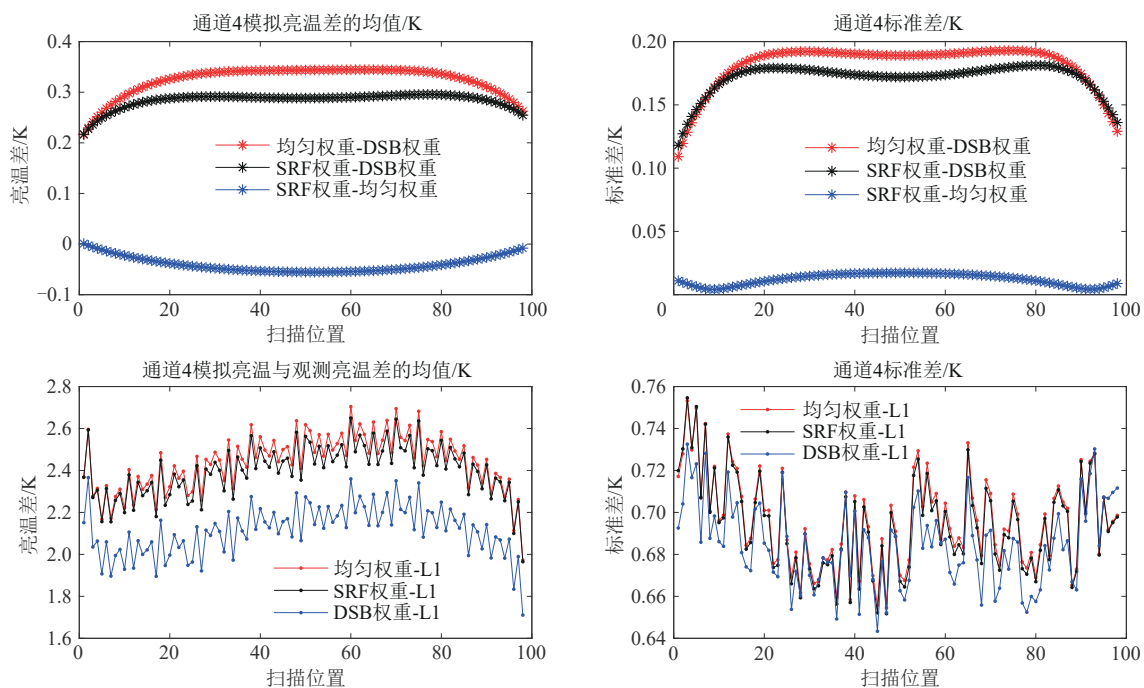 通道4模拟亮温差的均值/K
0.4
0.3
0.2
0.1
0
−0.1
亮温差/K
均匀权重-DSB权重
SRF权重-DSB权重
SRF权重-均匀权重
0 20 40 60 80 100
扫描位置
通道4标准差/K
0.20
0.15
0.10
0.05
标准差/K
均匀权重-DSB权重
SRF权重-DSB权重
SRF权重-均匀权重
0 20 40 60 80 100
扫描位置
通道4模拟亮温与观测亮温差的均值/K
2.8
2.6
2.4
2.2
2.0
1.8
1.6
亮温差/K
均匀权重-L1
SRF权重-L1
DSB权重-L1
0 20 40 60 80 100
扫描位置
通道4标准差/K
0.76
0.74
0.72
0.70
0.68
0.66
0.64
标准差/K
均匀权重-L1
SRF权重-L1
DSB权重-L1
0 20 40 60 80 100
扫描位置